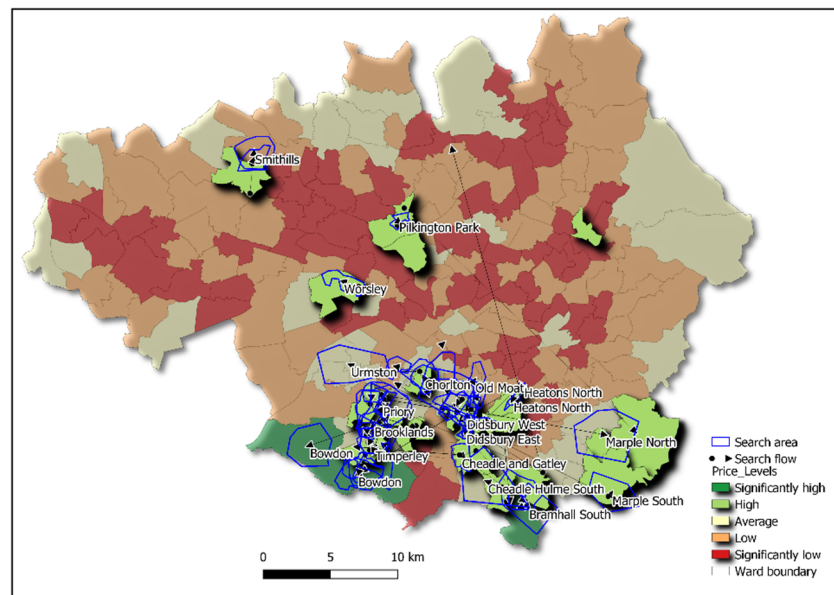 Smithills
Pilkington Park
Worsley
Urmston
Chorlton
Old Moat
Heatons North
Heatons North
Priory
Didsbury West
Brooklands
Didsbury East
Marple North
Bowdon
Timperley
Cheadle and Gatley
Bowdon
Cheadle Hulme South
Marple South
Bramhall South
Search area
Search flow
Price_Levels
Significantly high
High
Average
Low
Significantly low
Ward boundary
0 5 10 km